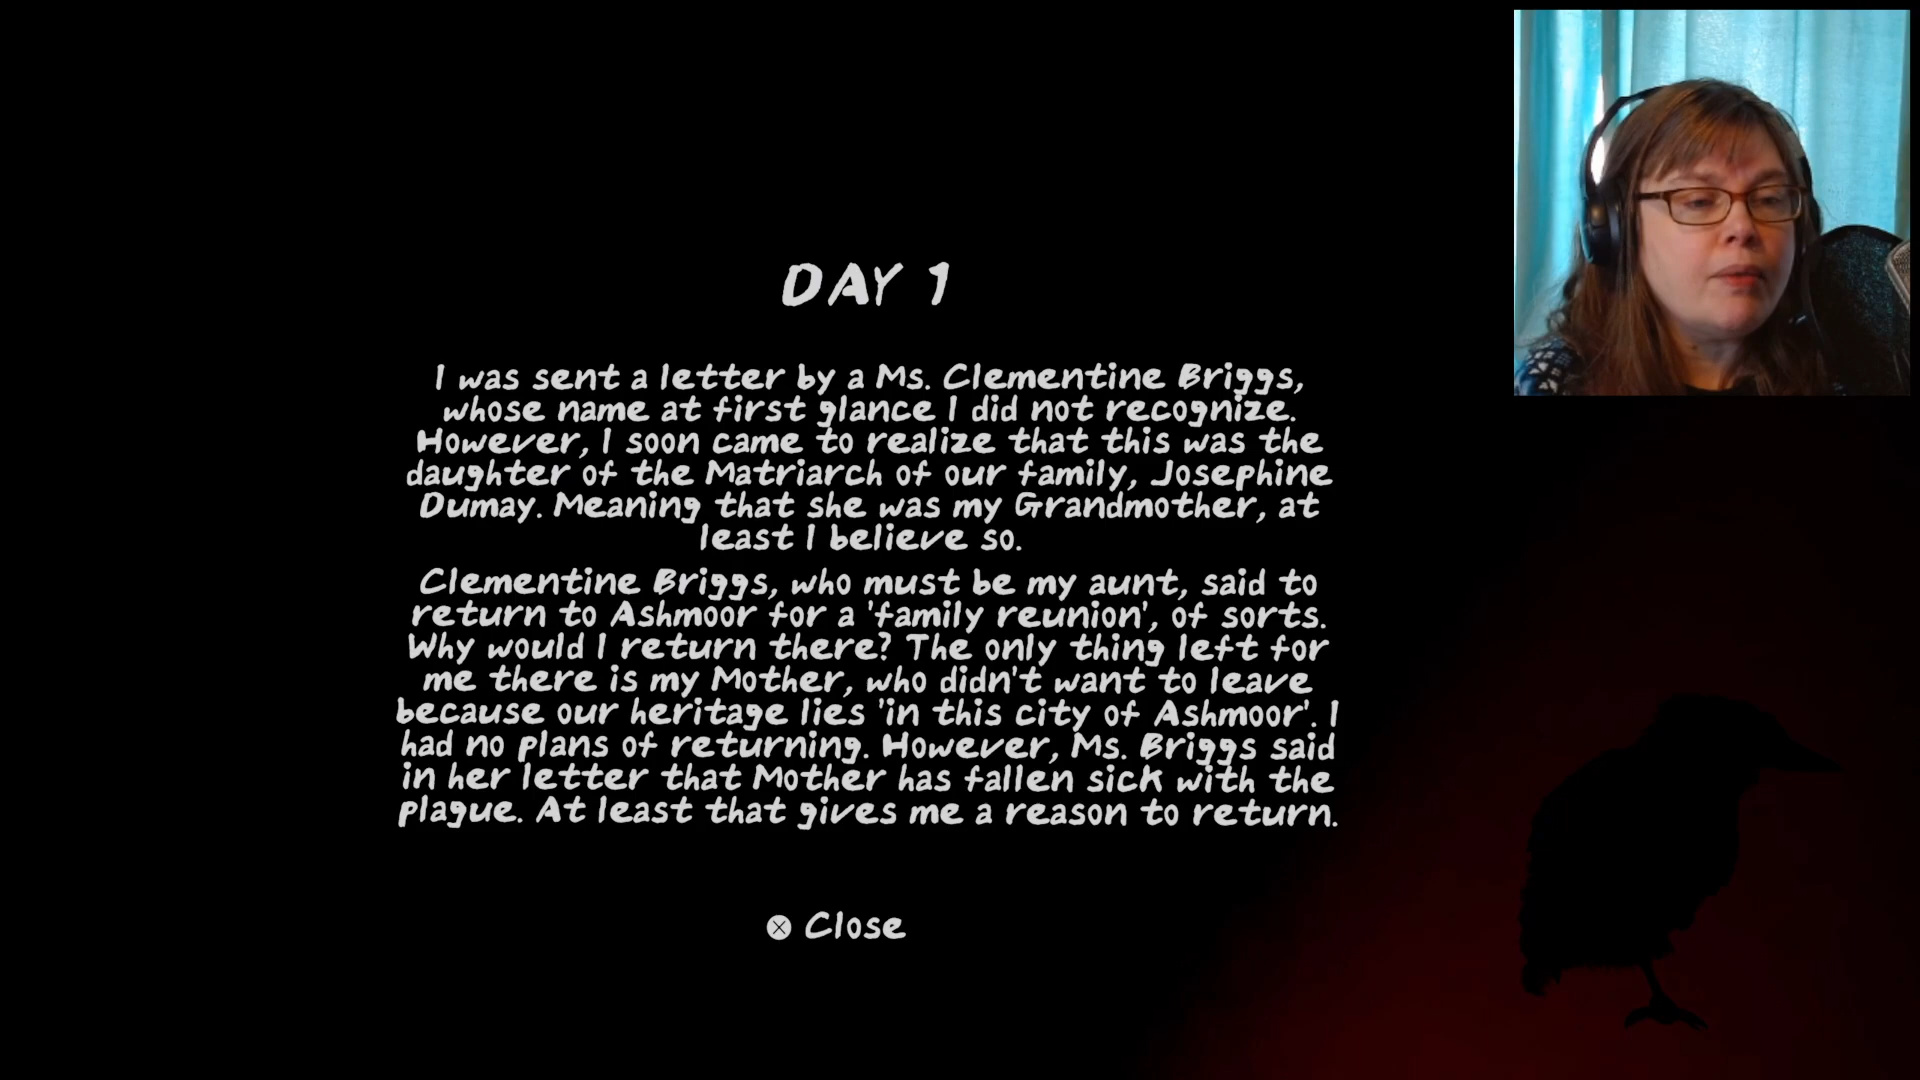 DAY 1
I was sent a letter by a Ms. Clementine Briggs,
whose name at first glance I did not recognize.
However, I soon came to realize that this was the
daughter of the Matriarch of our family, Josephine
Dumay. Meaning that she was my Grandmother, at
least I believe so.
Clementine Briggs, who must be my aunt, said to
return to Ashmoor for a 'family reunion', of sorts.
Why would I return there? The only thing left for
me there is my Mother, who didn't want to leave
because our heritage lies 'in this city of Ashmoor'. I
had no plans of returning. However, Ms. Briggs said
in her letter that Mother has fallen sick with the
plague. At least that gives me a reason to return.
Close